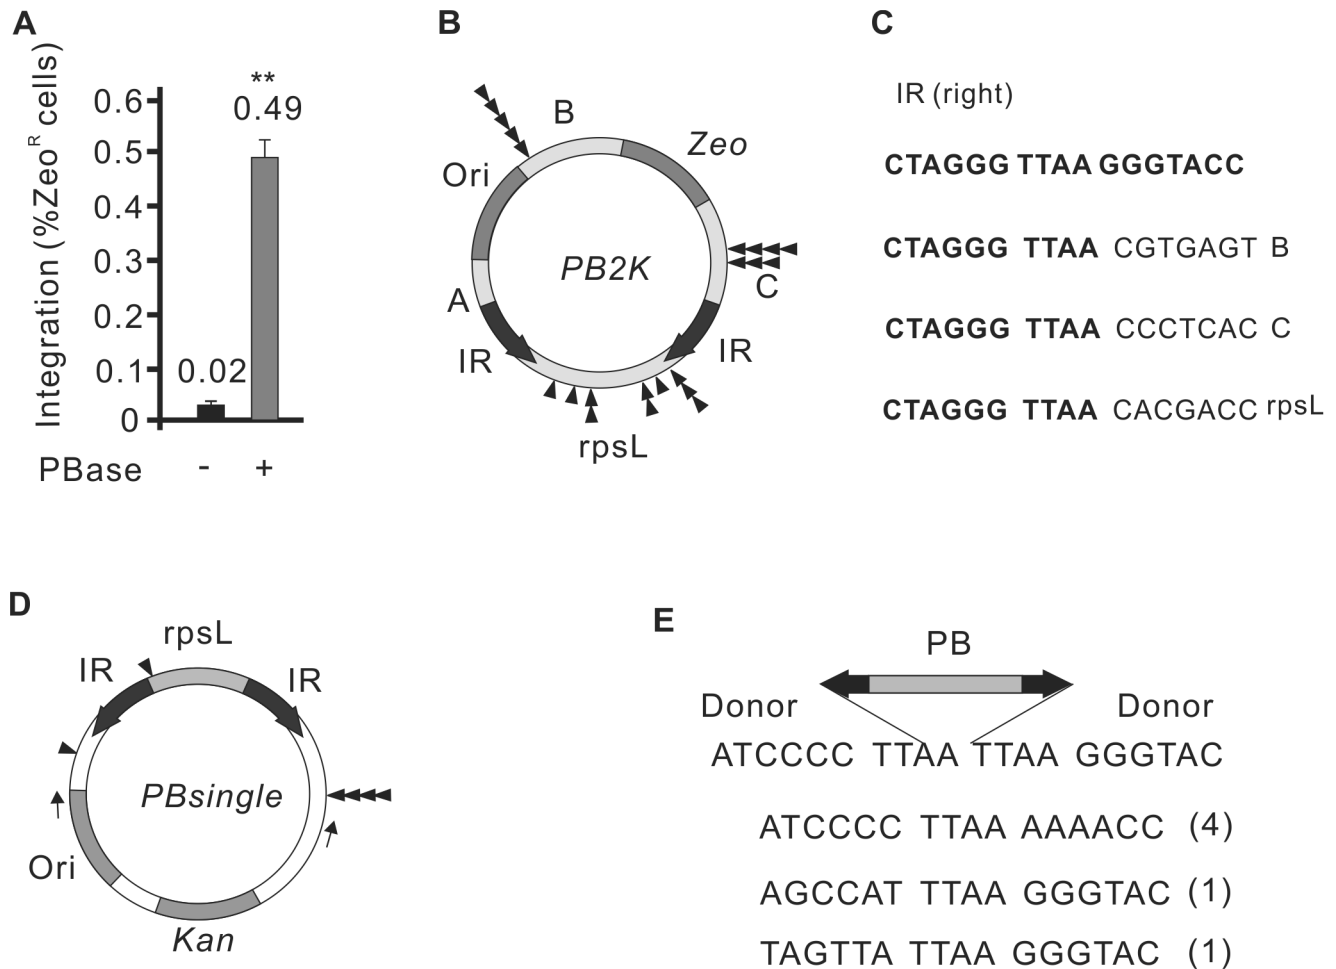 A
Integration (%Zeo^R cells)
0.6
0.5
0.4
0.3
0.2
0.1
0
**
0.49
0.02
PBase - +
B
B
Zeo
Ori
PB2K
A
C
IR
IR
rpsL
C
IR (right)
CTAGGG TTAA GGGTACC
CTAGGG TTAA CGTGAGT B
CTAGGG TTAA CCCTCAC C
CTAGGG TTAA CACGACC rpsL
D
rpsL
IR
IR
PBsingle
Ori
Kan
E
PB
Donor Donor
ATCCCC TTAA TTAA GGGTAC
ATCCCC TTAA AAAACC (4)
AGCCAT TTAA GGGTAC (1)
TAGTTA TTAA GGGTAC (1)